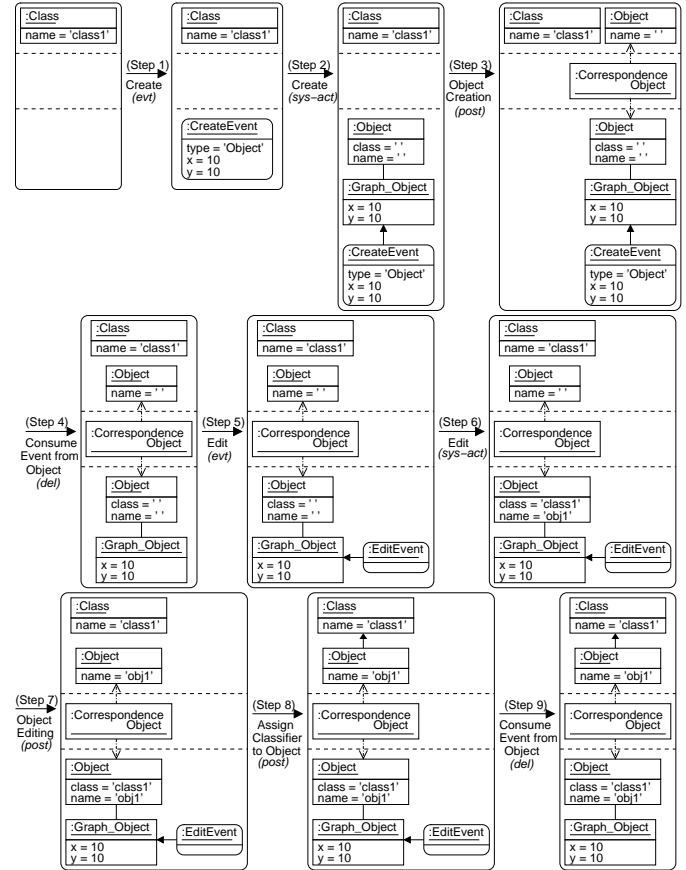 :Class
name = 'class1'
(Step 1)
Create
(evt)
:Class
name = 'class1'
:CreateEvent
type = 'Object'
x = 10
y = 10
(Step 2)
Create
(sys−act)
:Class
name = 'class1'
:Object
class = ' '
name = ' '
:Graph_Object
x = 10
y = 10
:CreateEvent
type = 'Object'
x = 10
y = 10
(Step 3)
Object
Creation
(post)
:Class
name = 'class1'
:Object
name = ' '
:Correspondence
Object
:Object
class = ' '
name = ' '
:Graph_Object
x = 10
y = 10
:CreateEvent
type = 'Object'
x = 10
y = 10
(Step 4)
Consume
Event from
Object
(del)
:Class
name = 'class1'
:Object
name = ' '
:Correspondence
Object
:Object
class = ' '
name = ' '
:Graph_Object
x = 10
y = 10
(Step 5)
Edit
(evt)
:Class
name = 'class1'
:Object
name = ' '
:Correspondence
Object
:Object
class = ' '
name = ' '
:Graph_Object
x = 10
y = 10
:EditEvent
(Step 6)
Edit
(sys−act)
:Class
name = 'class1'
:Object
name = ' '
:Correspondence
Object
:Object
class = 'class1'
name = 'obj1'
:Graph_Object
x = 10
y = 10
:EditEvent
(Step 7)
Object
Editing
(post)
:Class
name = 'class1'
:Object
name = 'obj1'
:Correspondence
Object
:Object
class = 'class1'
name = 'obj1'
:Graph_Object
x = 10
y = 10
:EditEvent
(Step 8)
Assign
Classifier
to Object
(post)
:Class
name = 'class1'
:Object
name = 'obj1'
:Correspondence
Object
:Object
class = 'class1'
name = 'obj1'
:Graph_Object
x = 10
y = 10
:EditEvent
(Step 9)
Consume
Event from
Object
(del)
:Class
name = 'class1'
:Object
name = 'obj1'
:Correspondence
Object
:Object
class = 'class1'
name = 'obj1'
:Graph_Object
x = 10
y = 10